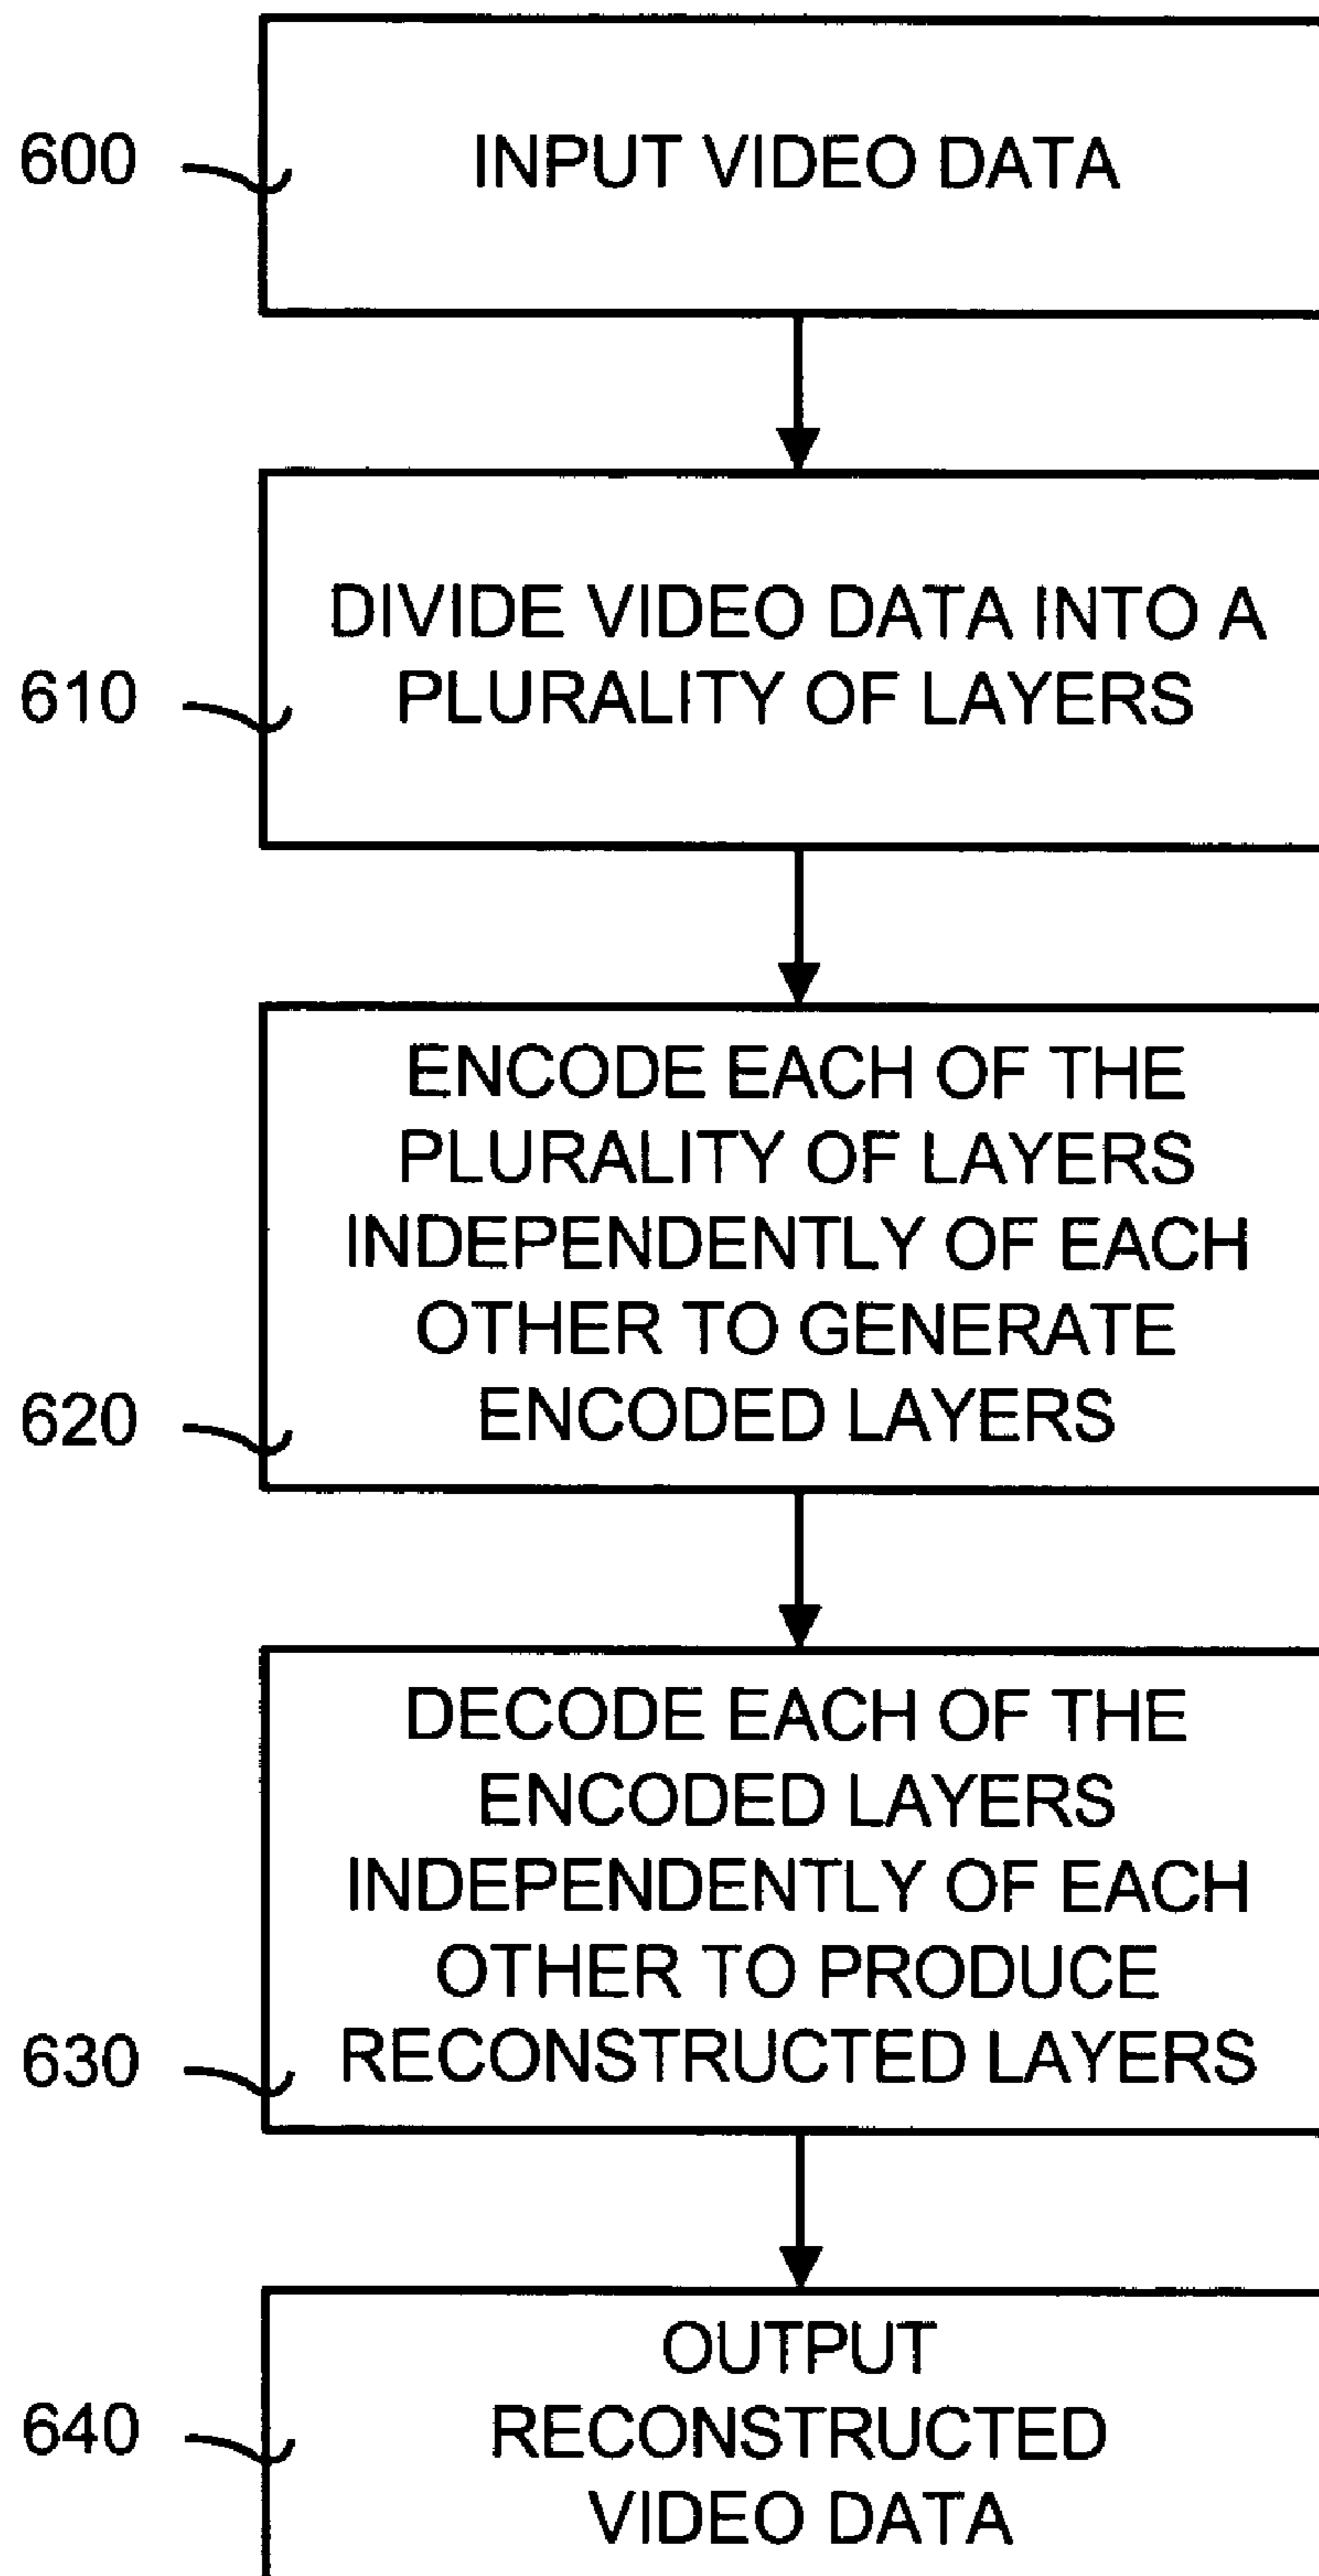 600
INPUT VIDEO DATA
610
DIVIDE VIDEO DATA INTO A
PLURALITY OF LAYERS
620
ENCODE EACH OF THE
PLURALITY OF LAYERS
INDEPENDENTLY OF EACH
OTHER TO GENERATE
ENCODED LAYERS
630
DECODE EACH OF THE
ENCODED LAYERS
INDEPENDENTLY OF EACH
OTHER TO PRODUCE
RECONSTRUCTED LAYERS
640
OUTPUT
RECONSTRUCTED
VIDEO DATA